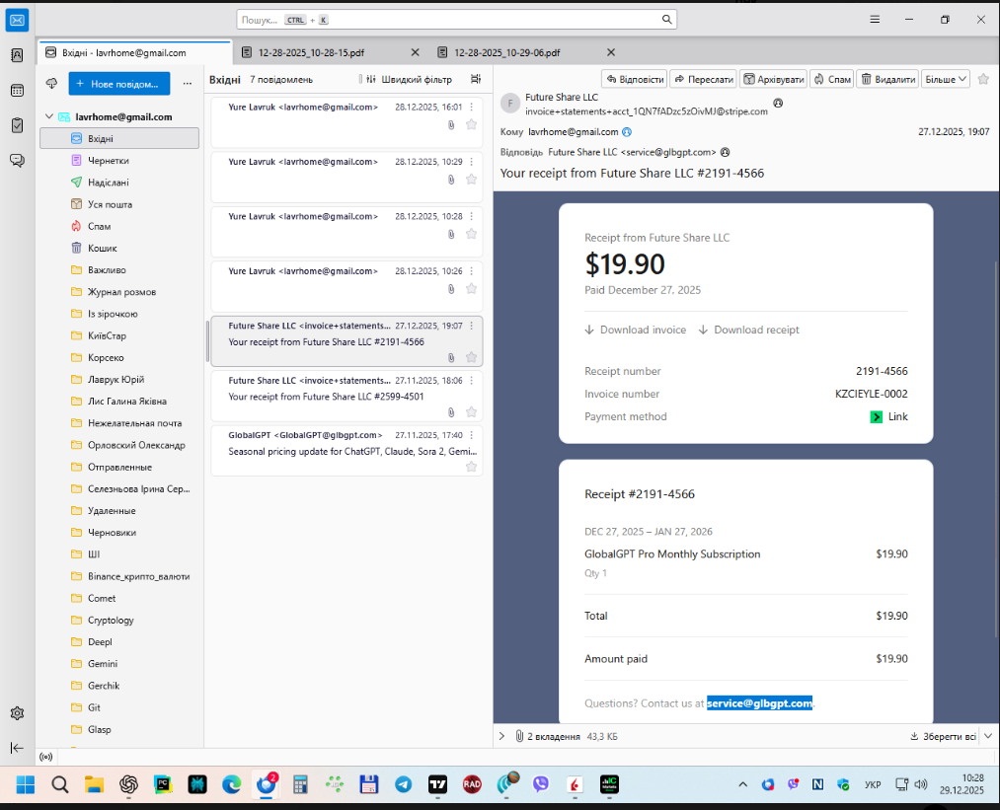 Пошук... CTRL + K
Вхідні - lavrhome@gmail.com
12-28-2025_10-28-15.pdf
12-28-2025_10-29-06.pdf
+ Нове повідом...
lavrhome@gmail.com
Вхідні
Чернетки
Надіслані
Уся пошта
Спам
Кошик
Важливо
Журнал розмов
Із зірочкою
КиївСтар
Корсеко
Лаврук Юрій
Лис Галина Яківна
Нежелательная почта
Орловский Олександр
Отправленные
Селезньова Ірина Сер...
Удаленные
Черновики
ШІ
Binance_крипто_валюти
Comet
Cryptology
Deepl
Gemini
Gerchik
Git
Glasp
Вхідні 7 повідомлень Швидкий фільтр
Yure Lavruk <lavrhome@gmail.com> 28.12.2025, 16:01
Yure Lavruk <lavrhome@gmail.com> 28.12.2025, 10:29
Yure Lavruk <lavrhome@gmail.com> 28.12.2025, 10:28
Yure Lavruk <lavrhome@gmail.com> 28.12.2025, 10:26
Future Share LLC <invoice+statements... 27.12.2025, 19:07
Your receipt from Future Share LLC #2191-4566
Future Share LLC <invoice+statements... 27.11.2025, 18:06
Your receipt from Future Share LLC #2599-4501
GlobalGPT <GlobalGPT@glbgpt.com> 27.11.2025, 17:40
Seasonal pricing update for ChatGPT, Claude, Sora 2, Gemi...
Відповісти Переслати Архівувати Спам Видалити Більше
F
Future Share LLC
invoice+statements+acct_1QN7fADzc5zOivMJ@stripe.com
Кому lavrhome@gmail.com 27.12.2025, 19:07
Відповідь Future Share LLC <service@glbgpt.com>
Your receipt from Future Share LLC #2191-4566
Receipt from Future Share LLC
$19.90
Paid December 27, 2025
Download invoice Download receipt
Receipt number 2191-4566
Invoice number KZCIEYLE-0002
Payment method Link
Receipt #2191-4566
DEC 27, 2025 – JAN 27, 2026
GlobalGPT Pro Monthly Subscription $19.90
Qty 1
Total $19.90
Amount paid $19.90
Questions? Contact us at service@glbgpt.com.
2 вкладення 43,3 КБ Зберегти всі
PC
2
RAD
N
УКР
10:28
29.12.2025